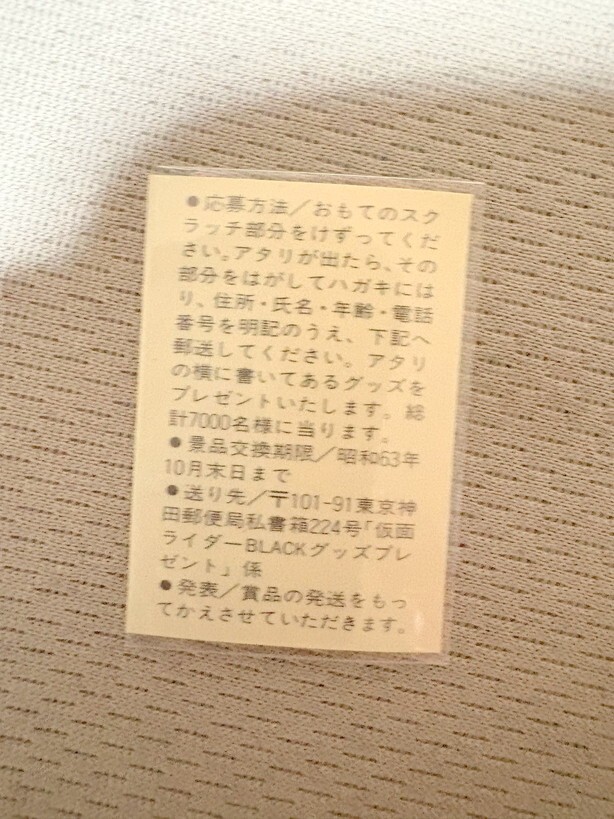 ●応募方法／おもてのスク
ラッチ部分をけずってくだ
さい。アタリが出たら、その
部分をはがしてハガキには
り、住所・氏名・年齢・電話
番号を明記のうえ、下記へ
郵送してください。アタリ
の横に書いてあるグッズを
プレゼントいたします。総
計7000名様に当ります。
●景品交換期限／昭和63年
10月末日まで
●送り先／〒101-91東京神
田郵便局私書箱224号「仮面
ライダーBLACKグッズプレ
ゼント」係
●発表／賞品の発送をもっ
てかえさせていただきます。